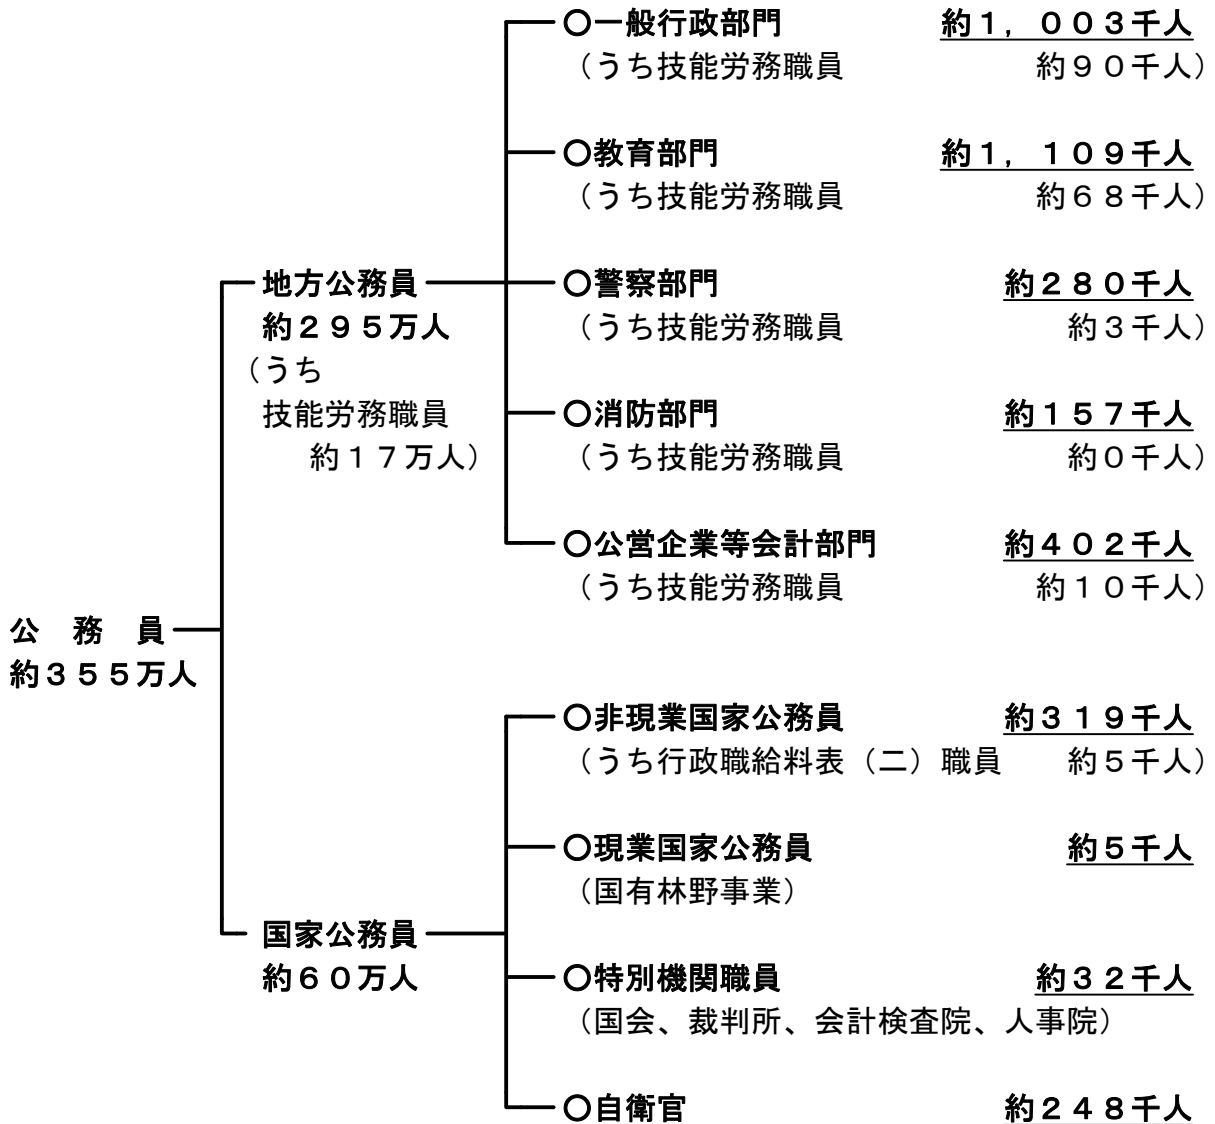 ○一般行政部門 約１，００３千人
（うち技能労務職員 約９０千人）
○教育部門 約１，１０９千人
（うち技能労務職員 約６８千人）
地方公務員 ○警察部門 約２８０千人
約２９５万人 （うち技能労務職員 約３千人）
（うち
技能労務職員 ○消防部門 約１５７千人
約１７万人） （うち技能労務職員 約０千人）
○公営企業等会計部門 約４０２千人
（うち技能労務職員 約１０千人）
公　務　員
約３５５万人
○非現業国家公務員 約３１９千人
（うち行政職給料表（二）職員 約５千人）
○現業国家公務員 約５千人
（国有林野事業）
国家公務員
約６０万人 ○特別機関職員 約３２千人
（国会、裁判所、会計検査院、人事院）
○自衛官 約２４８千人